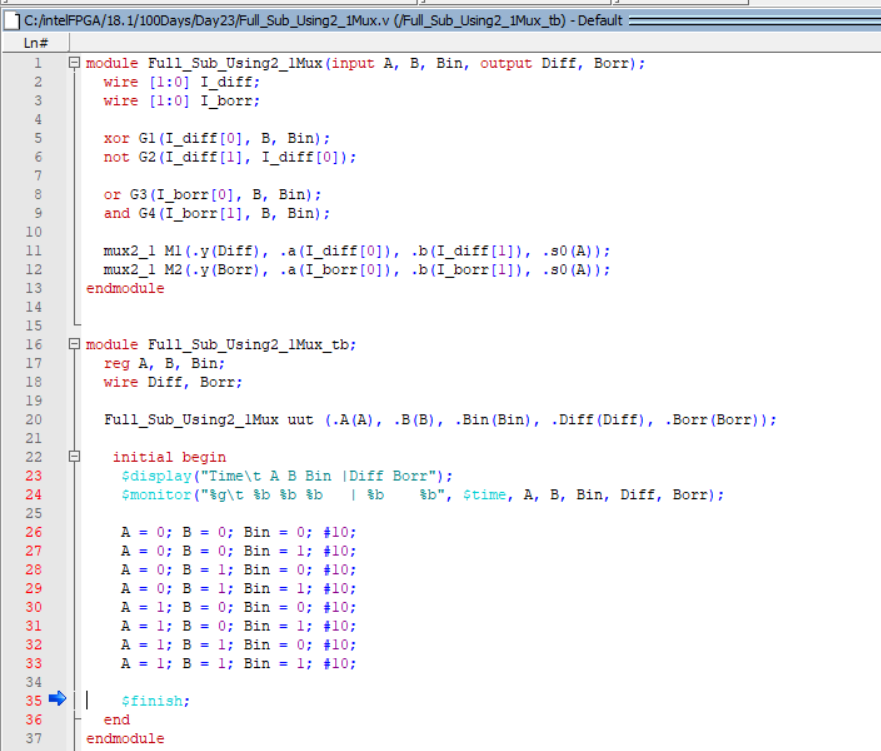 C:/intelFPGA/18.1/100Days/Day23/Full_Sub_Using2_1Mux.v (/Full_Sub_Using2_1Mux_tb) - Default
Ln#
1 module Full_Sub_Using2_1Mux(input A, B, Bin, output Diff, Borr);
2 wire [1:0] I_diff;
3 wire [1:0] I_borr;
4
5 xor G1(I_diff[0], B, Bin);
6 not G2(I_diff[1], I_diff[0]);
7
8 or G3(I_borr[0], B, Bin);
9 and G4(I_borr[1], B, Bin);
10
11 mux2_1 M1(.y(Diff), .a(I_diff[0]), .b(I_diff[1]), .s0(A));
12 mux2_1 M2(.y(Borr), .a(I_borr[0]), .b(I_borr[1]), .s0(A));
13 endmodule
14
15
16 module Full_Sub_Using2_1Mux_tb;
17 reg A, B, Bin;
18 wire Diff, Borr;
19
20 Full_Sub_Using2_1Mux uut (.A(A), .B(B), .Bin(Bin), .Diff(Diff), .Borr(Borr));
21
22 initial begin
23 $display("Time\t A B Bin |Diff Borr");
24 $monitor("%g\t %b %b %b   | %b    %b", $time, A, B, Bin, Diff, Borr);
25
26 A = 0; B = 0; Bin = 0; #10;
27 A = 0; B = 0; Bin = 1; #10;
28 A = 0; B = 1; Bin = 0; #10;
29 A = 0; B = 1; Bin = 1; #10;
30 A = 1; B = 0; Bin = 0; #10;
31 A = 1; B = 0; Bin = 1; #10;
32 A = 1; B = 1; Bin = 0; #10;
33 A = 1; B = 1; Bin = 1; #10;
34
35 $finish;
36 end
37 endmodule